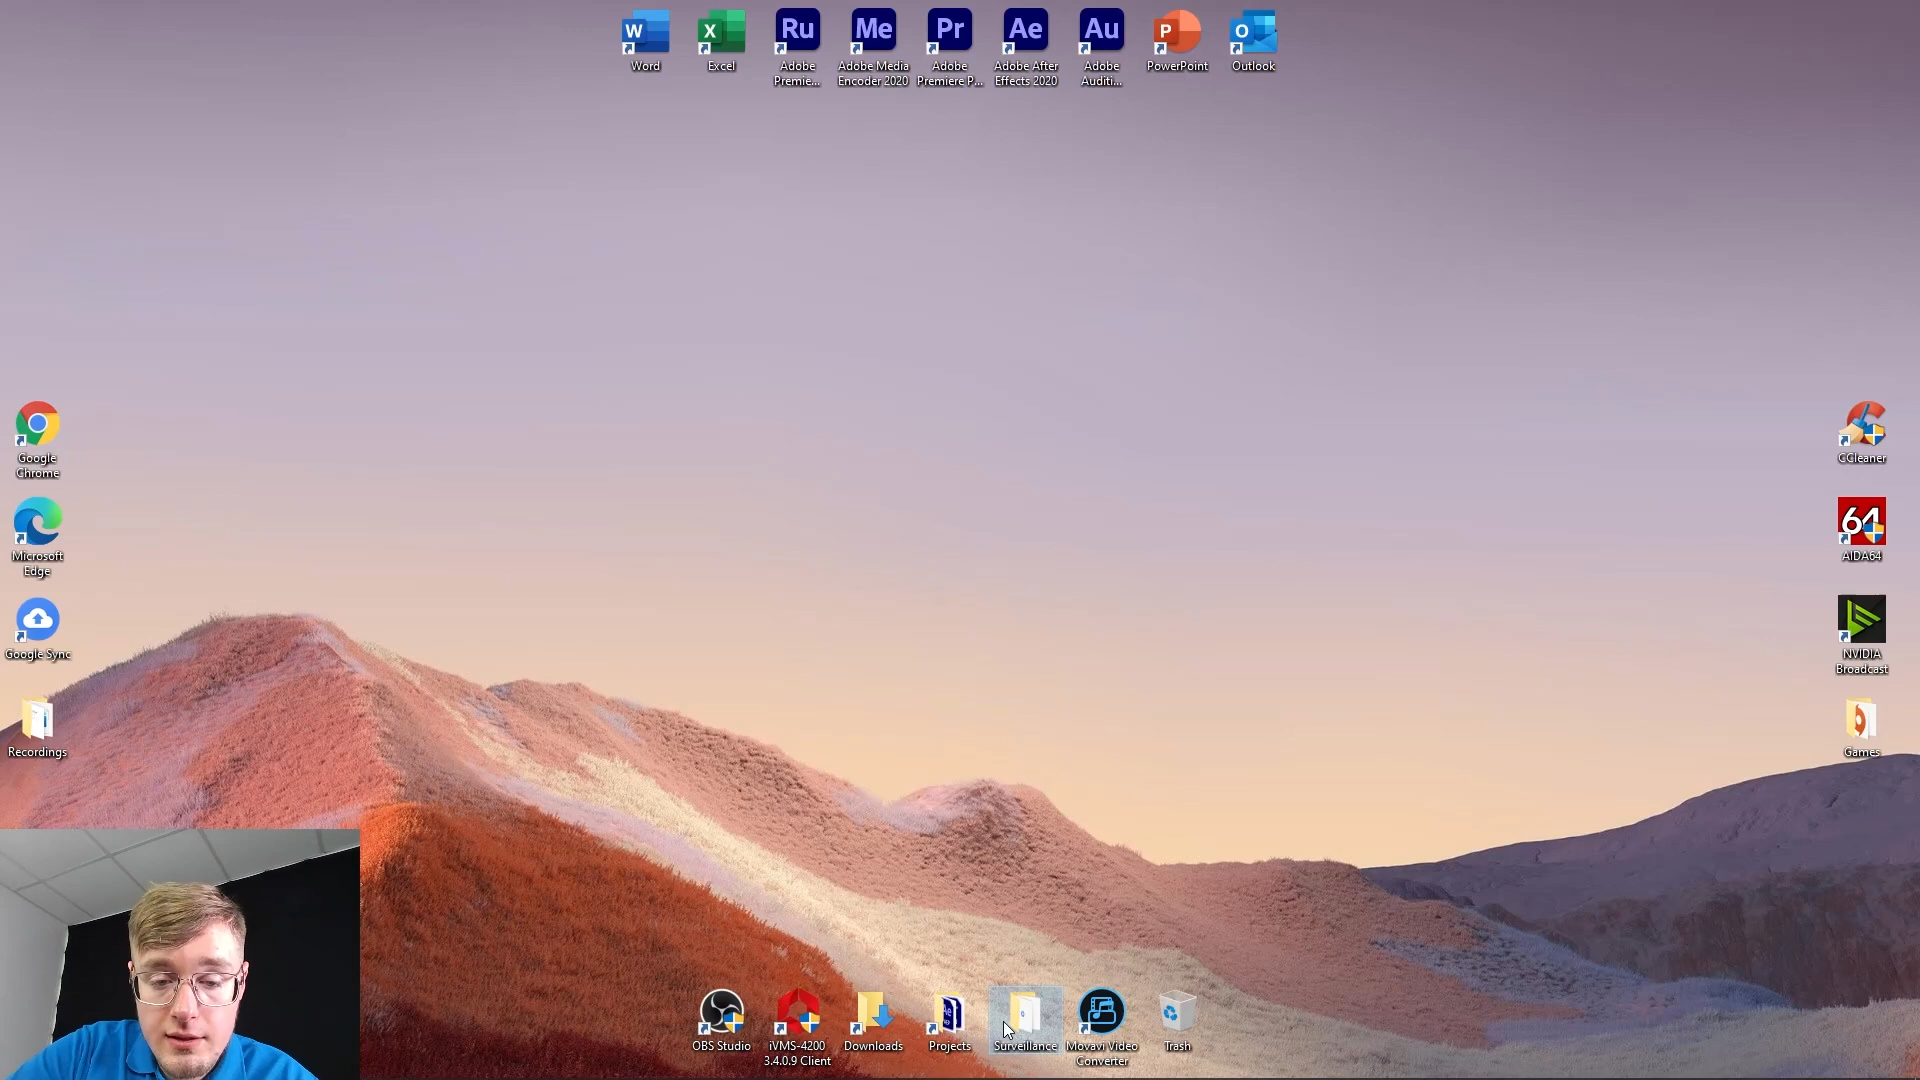 W
X
Ru
Me
Pr
Ae
Au
P
O
Word
Excel
Adobe
Premie...
Adobe Media
Encoder 2020
Adobe
Premiere P...
Adobe After
Effects 2020
Adobe
Auditi...
PowerPoint
Outlook
Google
Chrome
Microsoft
Edge
Google Sync
Recordings
CCleaner
64
AIDA64
NVIDIA
Broadcast
Games
OBS Studio
iVMS-4200
3.4.0.9 Client
Downloads
Ae
Projects
Surveillance
Movavi Video
Converter
Trash